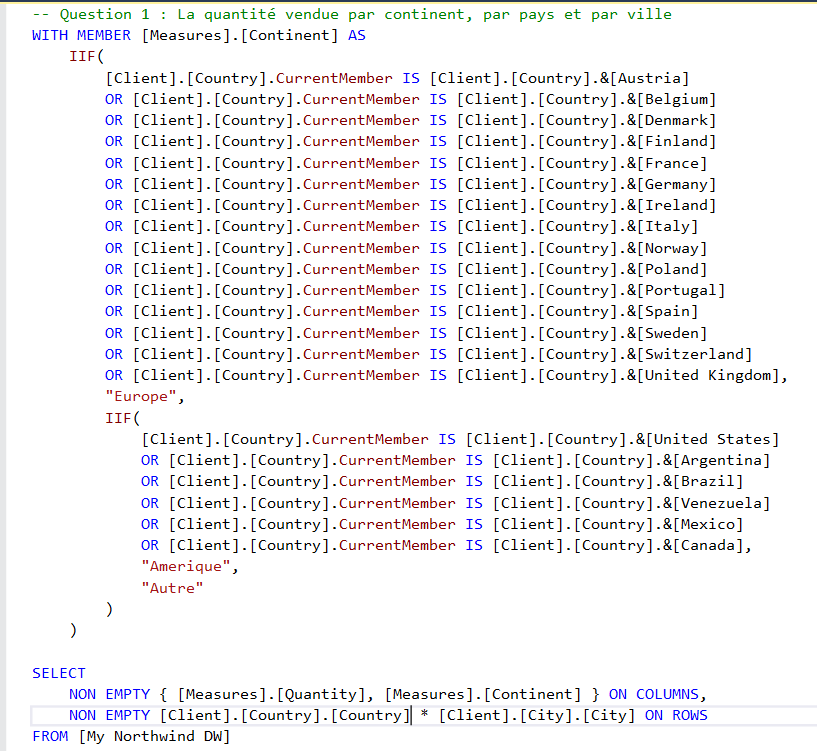 -- Question 1 : La quantité vendue par continent, par pays et par ville
WITH MEMBER [Measures].[Continent] AS
IIF(
[Client].[Country].CurrentMember IS [Client].[Country].&[Austria]
OR [Client].[Country].CurrentMember IS [Client].[Country].&[Belgium]
OR [Client].[Country].CurrentMember IS [Client].[Country].&[Denmark]
OR [Client].[Country].CurrentMember IS [Client].[Country].&[Finland]
OR [Client].[Country].CurrentMember IS [Client].[Country].&[France]
OR [Client].[Country].CurrentMember IS [Client].[Country].&[Germany]
OR [Client].[Country].CurrentMember IS [Client].[Country].&[Ireland]
OR [Client].[Country].CurrentMember IS [Client].[Country].&[Italy]
OR [Client].[Country].CurrentMember IS [Client].[Country].&[Norway]
OR [Client].[Country].CurrentMember IS [Client].[Country].&[Poland]
OR [Client].[Country].CurrentMember IS [Client].[Country].&[Portugal]
OR [Client].[Country].CurrentMember IS [Client].[Country].&[Spain]
OR [Client].[Country].CurrentMember IS [Client].[Country].&[Sweden]
OR [Client].[Country].CurrentMember IS [Client].[Country].&[Switzerland]
OR [Client].[Country].CurrentMember IS [Client].[Country].&[United Kingdom],
"Europe",
IIF(
[Client].[Country].CurrentMember IS [Client].[Country].&[United States]
OR [Client].[Country].CurrentMember IS [Client].[Country].&[Argentina]
OR [Client].[Country].CurrentMember IS [Client].[Country].&[Brazil]
OR [Client].[Country].CurrentMember IS [Client].[Country].&[Venezuela]
OR [Client].[Country].CurrentMember IS [Client].[Country].&[Mexico]
OR [Client].[Country].CurrentMember IS [Client].[Country].&[Canada],
"Amerique",
"Autre"
)
)
SELECT
NON EMPTY { [Measures].[Quantity], [Measures].[Continent] } ON COLUMNS,
NON EMPTY [Client].[Country].[Country] * [Client].[City].[City] ON ROWS
FROM [My Northwind DW]